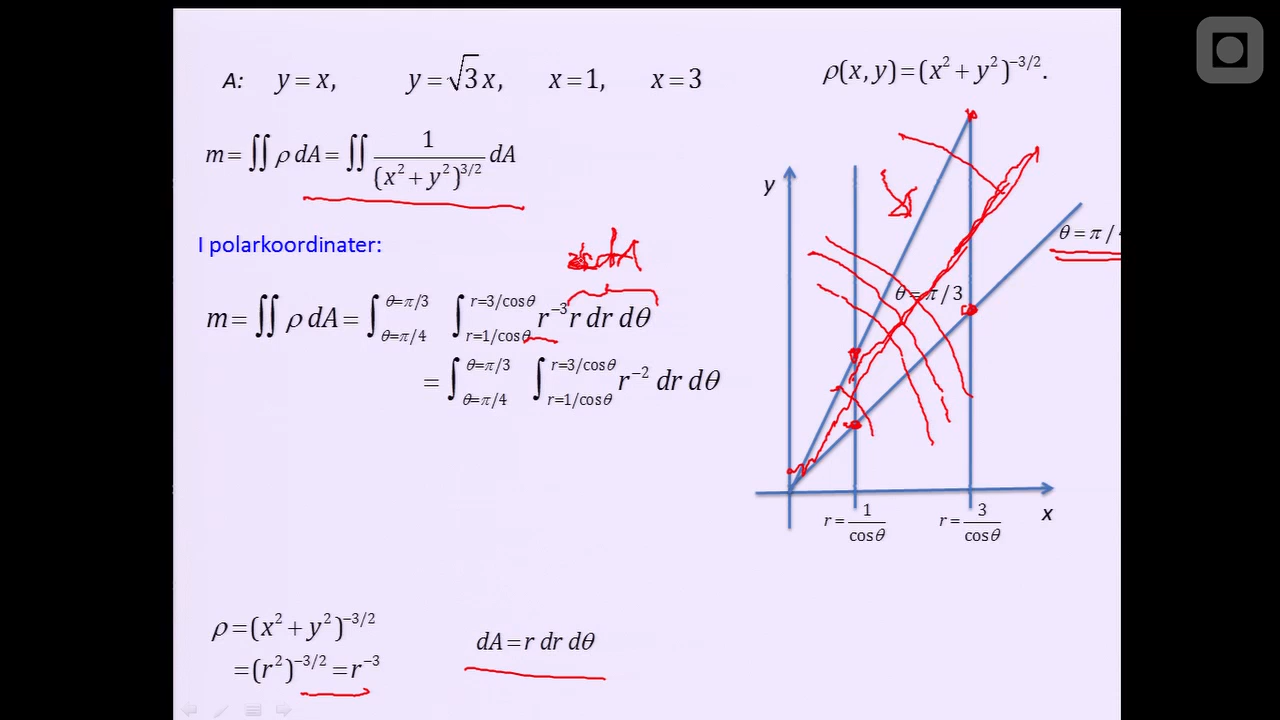 A: y = x, y = √3 x, x = 1, x = 3
ρ(x, y) = (x² + y²)^(−3/2).
m = ∬ ρ dA = ∬ 1/(x² + y²)^(3/2) dA
I polarkoordinater:
dA
m = ∬ ρ dA = ∫_{θ=π/4}^{θ=π/3} ∫_{r=1/cosθ}^{r=3/cosθ} r⁻³ r dr dθ
= ∫_{θ=π/4}^{θ=π/3} ∫_{r=1/cosθ}^{r=3/cosθ} r⁻² dr dθ
y
θ = π/4
θ = π/3
x
r = 1/cosθ
r = 3/cosθ
ρ = (x² + y²)^(−3/2)
= (r²)^(−3/2) = r⁻³
dA = r dr dθ